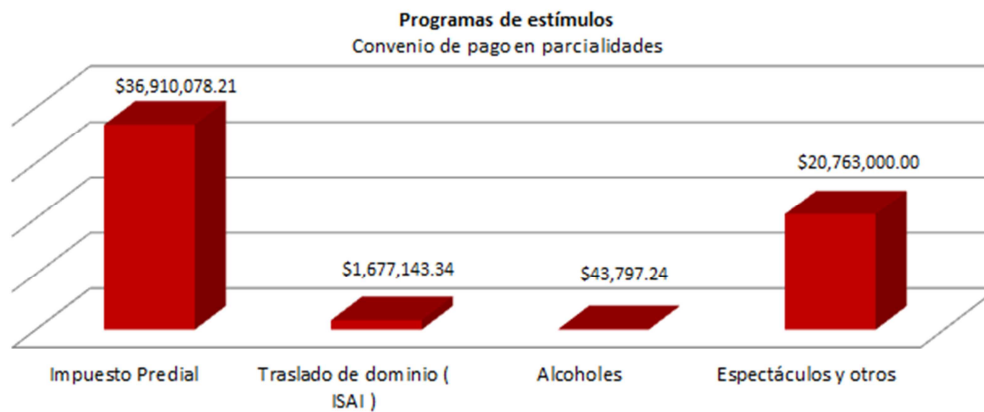 Programas de estímulos
Convenio de pago en parcialidades
$36,910,078.21
$20,763,000.00
$1,677,143.34
$43,797.24
Impuesto Predial
Traslado de dominio (
ISAI )
Alcoholes
Espectáculos y otros